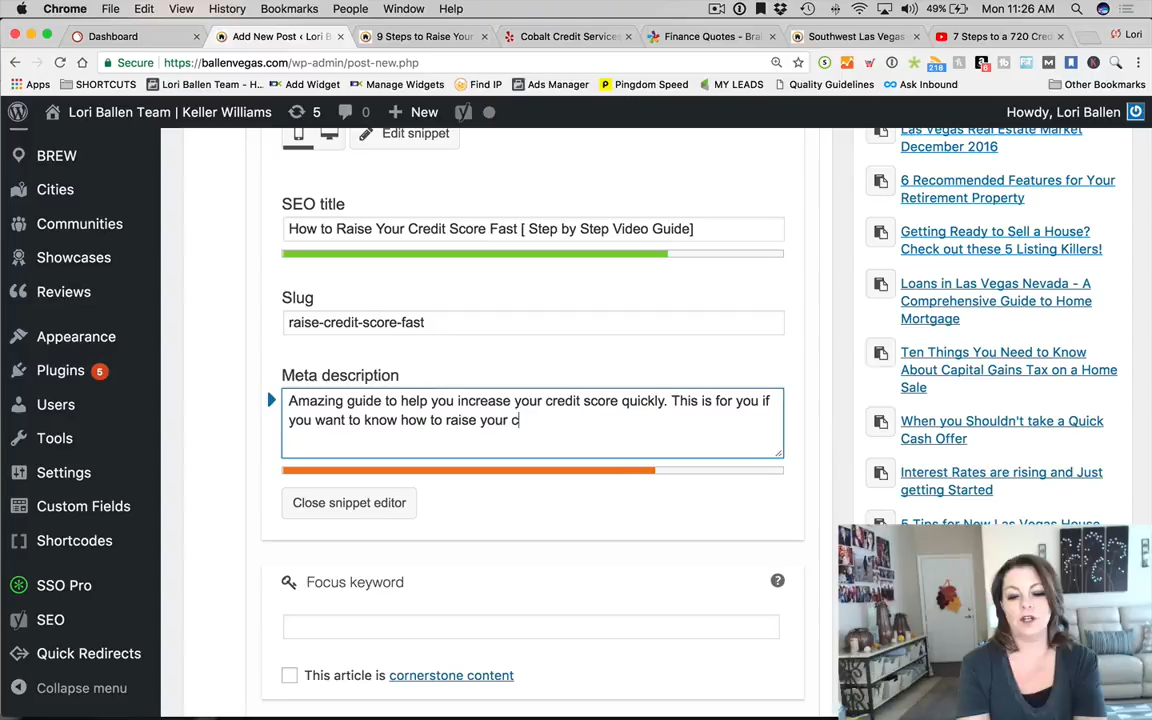 Chrome File Edit View History Bookmarks People Window Help 49% Mon 11:26 AM
Dashboard Add New Post ‹ Lori B 9 Steps to Raise Your Cobalt Credit Services Finance Quotes - Bra Southwest Las Vegas 7 Steps to a 720 Cred Lori
Secure https://ballenvegas.com/wp-admin/post-new.php
Apps SHORTCUTS Lori Ballen Team - H... Add Widget Manage Widgets Find IP Ads Manager Pingdom Speed MY LEADS Quality Guidelines Ask Inbound Other Bookmarks
Lori Ballen Team | Keller Williams 5 New Howdy, Lori Ballen
BREW
Cities
Communities
Showcases
Reviews
Appearance
Plugins 5
Users
Tools
Settings
Custom Fields
Shortcodes
SSO Pro
SEO
Quick Redirects
Collapse menu
Edit snippet
SEO title
How to Raise Your Credit Score Fast [ Step by Step Video Guide]
Slug
raise-credit-score-fast
Meta description
Amazing guide to help you increase your credit score quickly. This is for you if
you want to know how to raise your c
Close snippet editor
Focus keyword
This article is cornerstone content
Las Vegas Real Estate Market
December 2016
6 Recommended Features for Your
Retirement Property
Getting Ready to Sell a House?
Check out these 5 Listing Killers!
Loans in Las Vegas Nevada - A
Comprehensive Guide to Home
Mortgage
Ten Things You Need to Know
About Capital Gains Tax on a Home
Sale
When you Shouldn't take a Quick
Cash Offer
Interest Rates are rising and Just
getting Started
5 Tips for New Las Vegas House